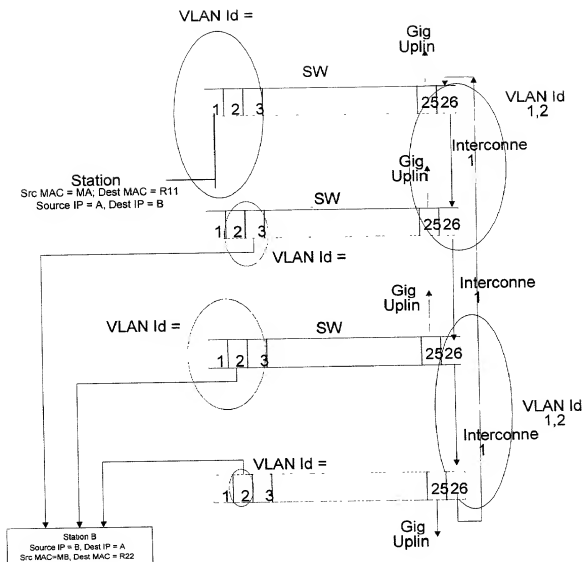 VLAN Id =
Gig
Uplin
SW
1 2 3
25 26
VLAN Id
1,2
Interconne
1
Station
Src MAC = MA; Dest MAC = R11
Source IP = A, Dest IP = B
Gig
Uplin
SW
1 2 3
25 26
VLAN Id =
Interconne
1
Gig
Uplin
VLAN Id =
SW
1 2 3
25 26
VLAN Id
1,2
Interconne
1
VLAN Id =
1 2 3
25 26
Gig
Uplin
Station B
Source IP = B, Dest IP = A
Src MAC=MB, Dest MAC = R22